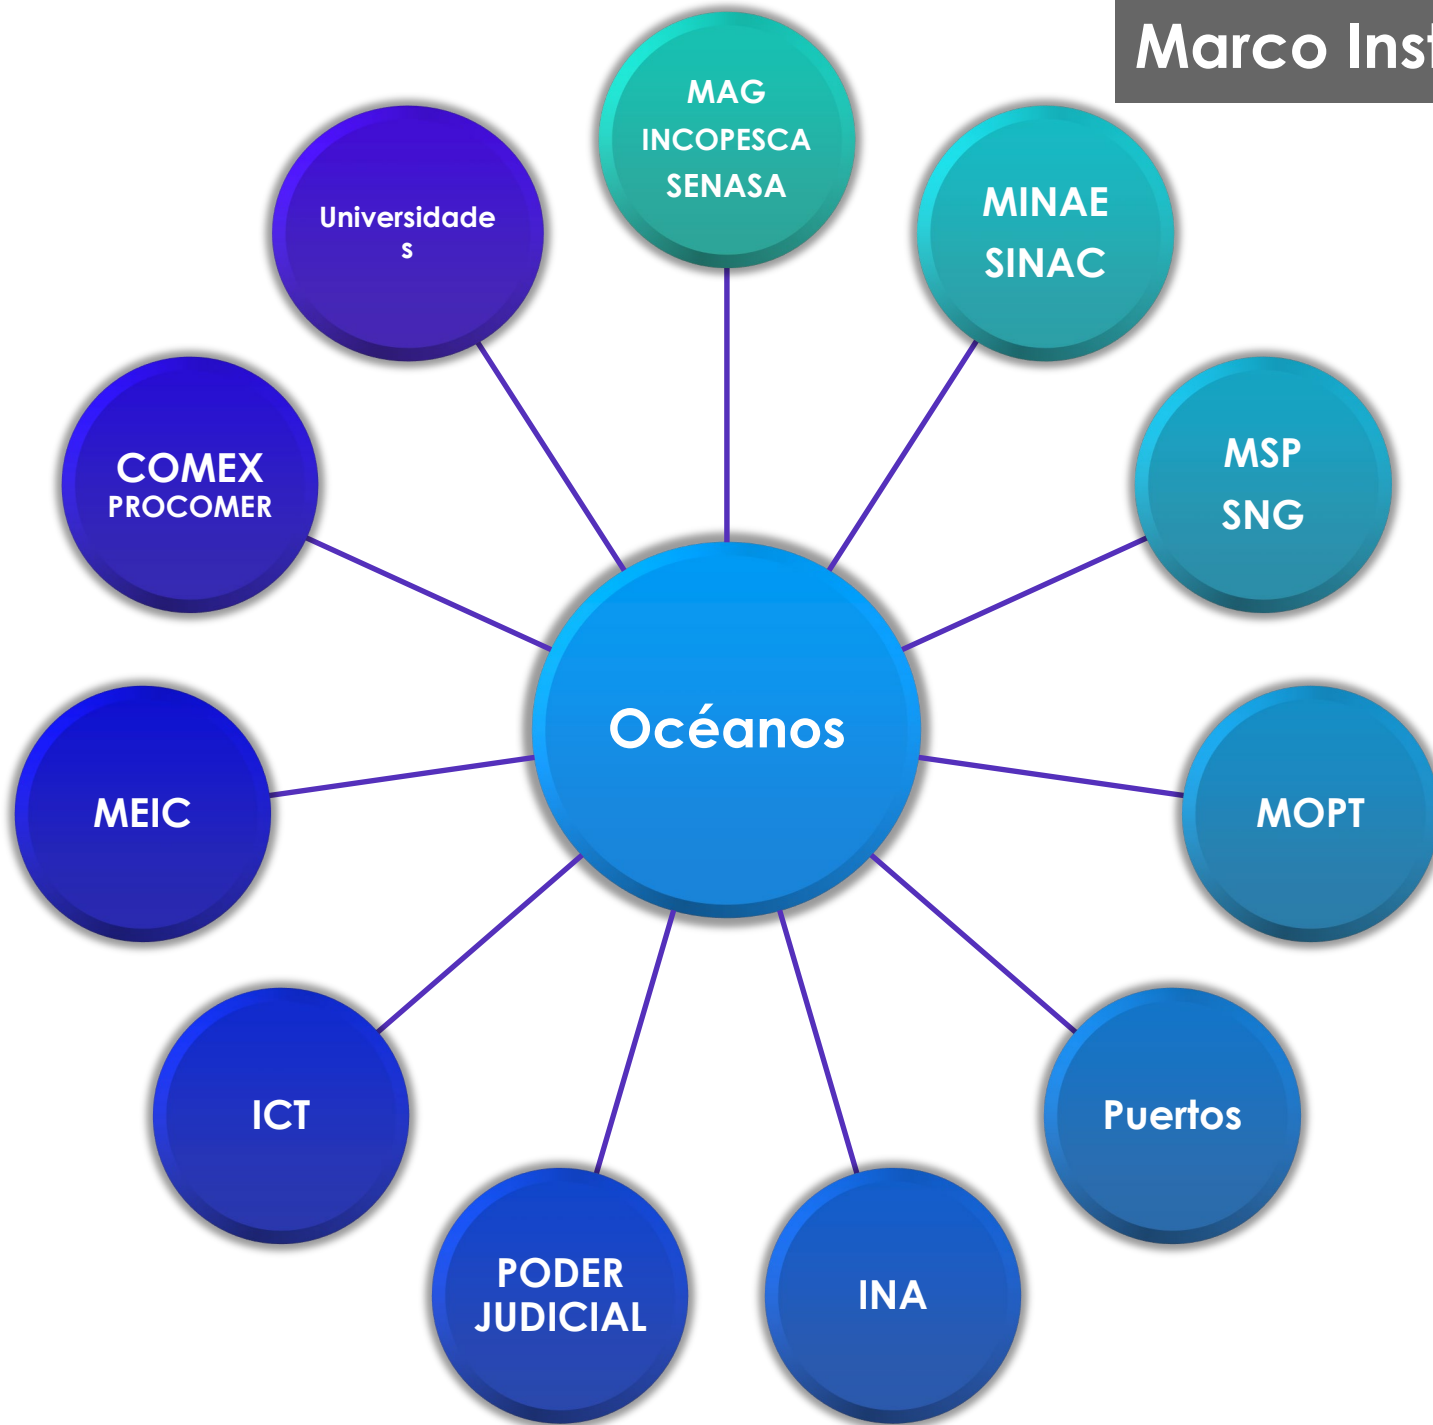 Marco Inst
MAG
INCOPESCA
SENASA
MINAE
SINAC
MSP
SNG
MOPT
Puertos
INA
PODER
JUDICIAL
ICT
MEIC
COMEX
PROCOMER
Universidade
s
Océanos